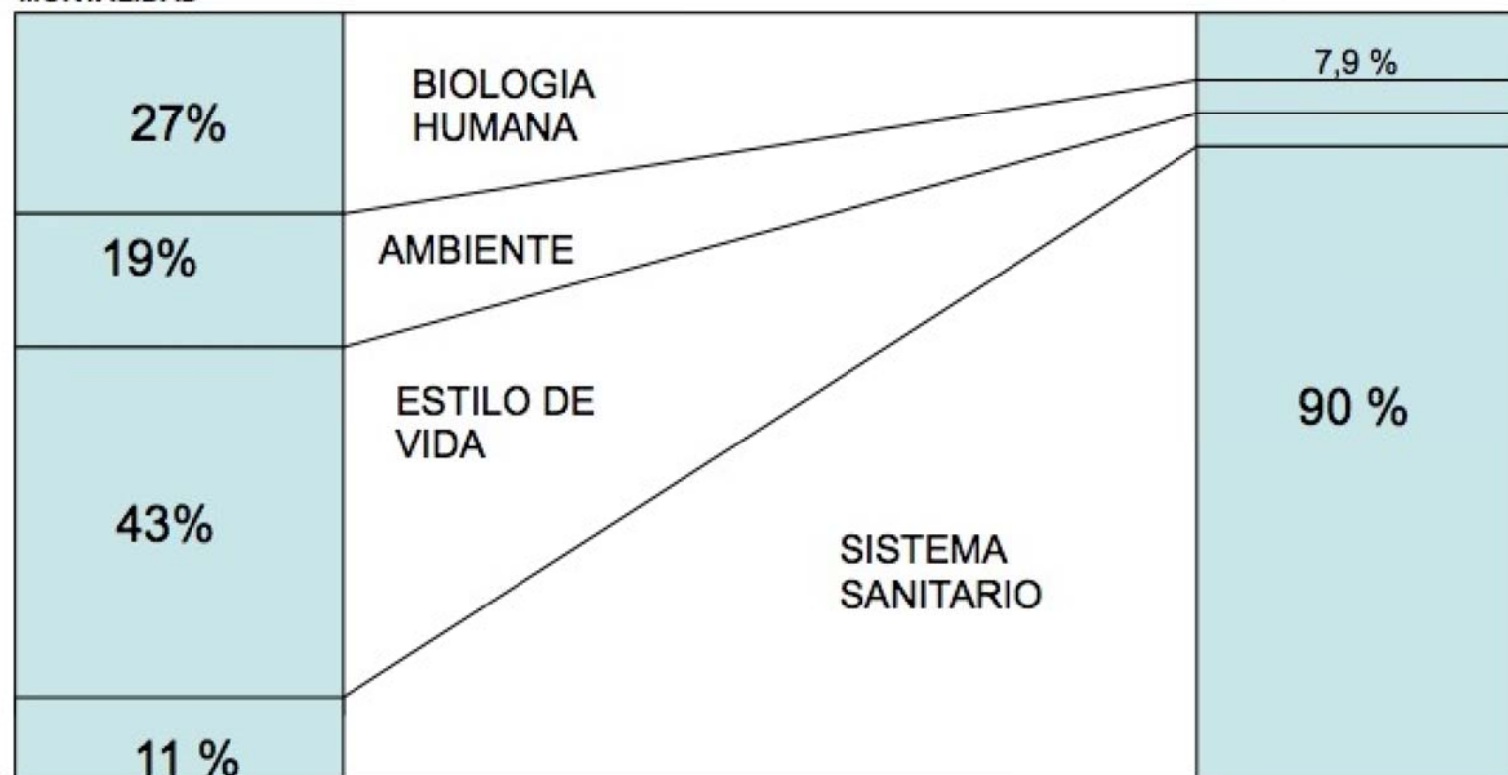 27%
BIOLOGIA
HUMANA
7,9 %
19%
AMBIENTE
ESTILO DE
VIDA
90 %
43%
SISTEMA
SANITARIO
11 %